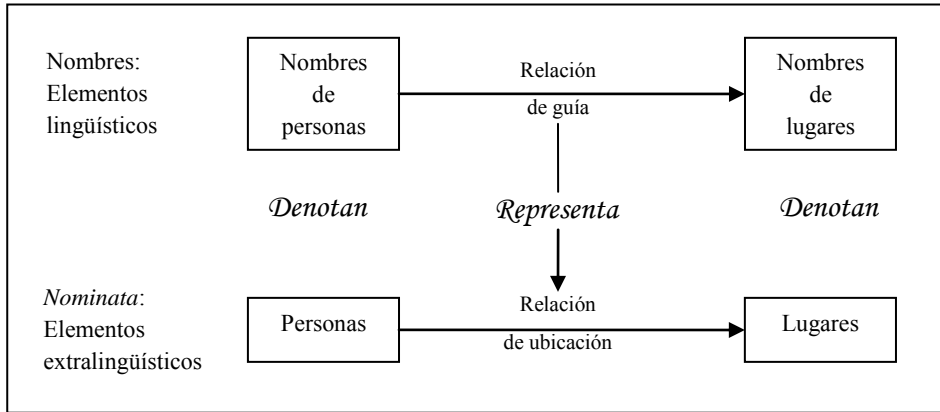 Nombres:
Elementos
lingüísticos
Nombres
de
personas
Relación
de guía
Nombres
de
lugares
Denotan
Representa
Denotan
Nominata:
Elementos
extralingüísticos
Personas
Relación
de ubicación
Lugares